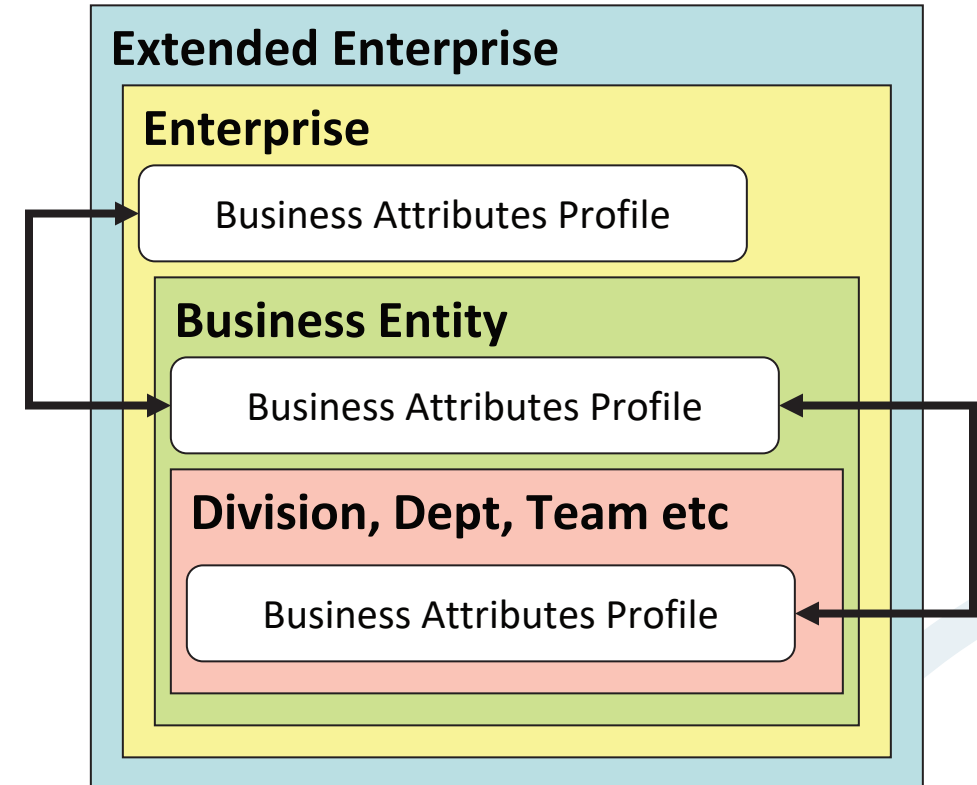 Extended Enterprise
Enterprise
Business Attributes Profile
Business Entity
Business Attributes Profile
Division, Dept, Team etc
Business Attributes Profile